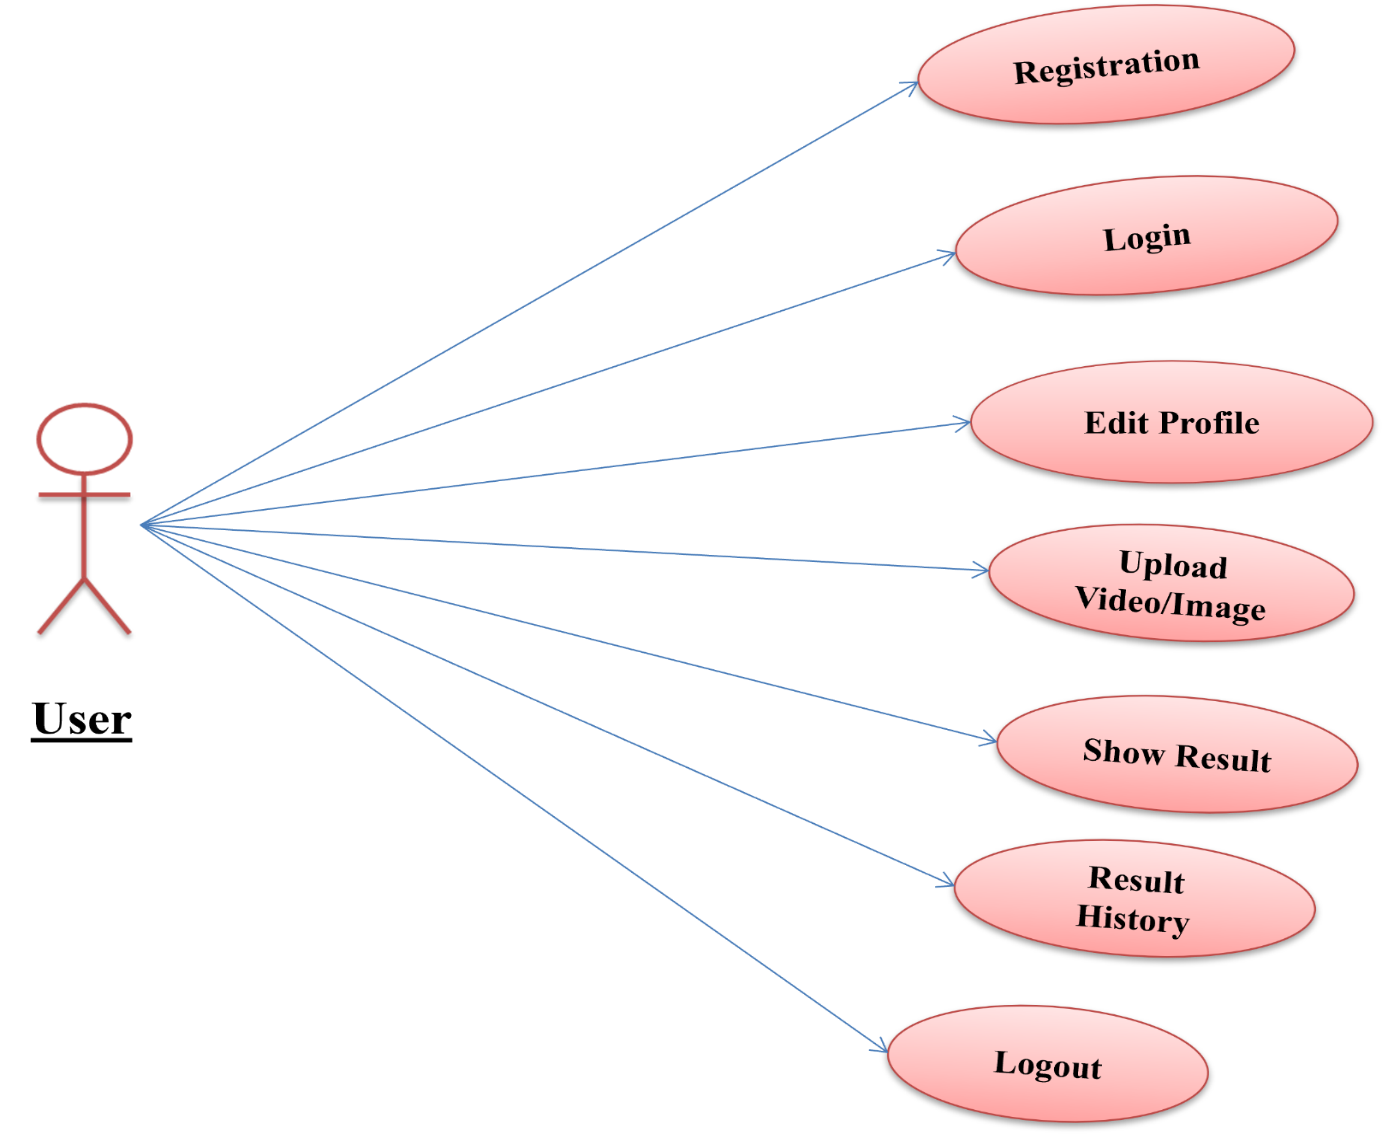 Registration
Login
Edit Profile
Upload
Video/Image
User
Show Result
Result
History
Logout